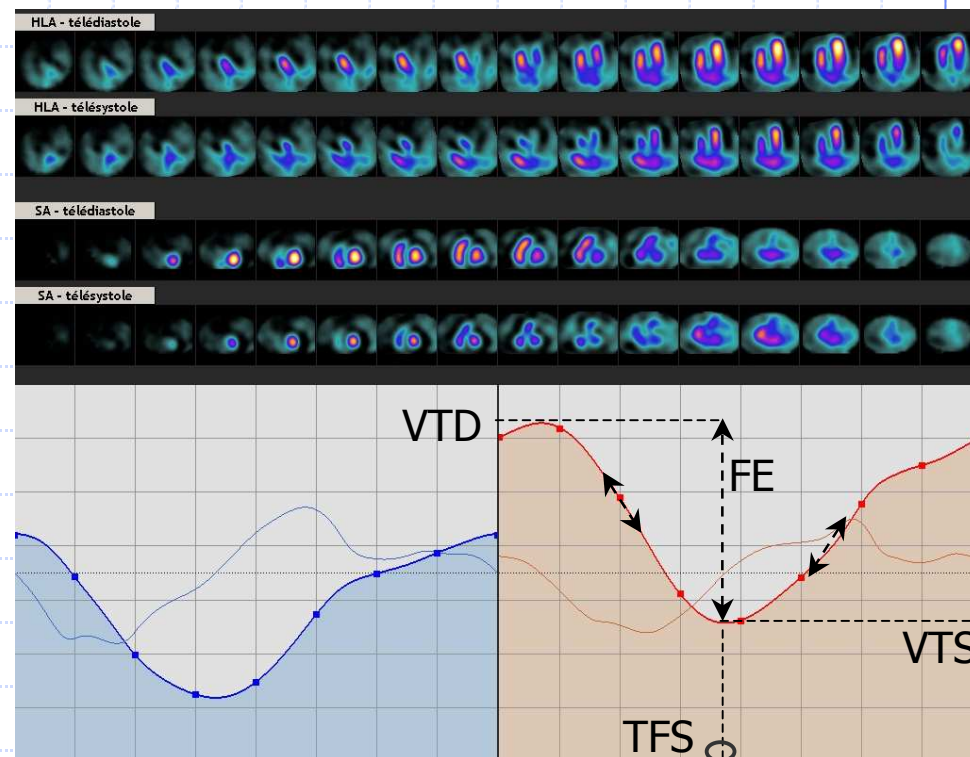 HLA - télédiastole
HLA - télésystole
SA - télédiastole
SA - télésystole
VTD
FE
VTS
TFS